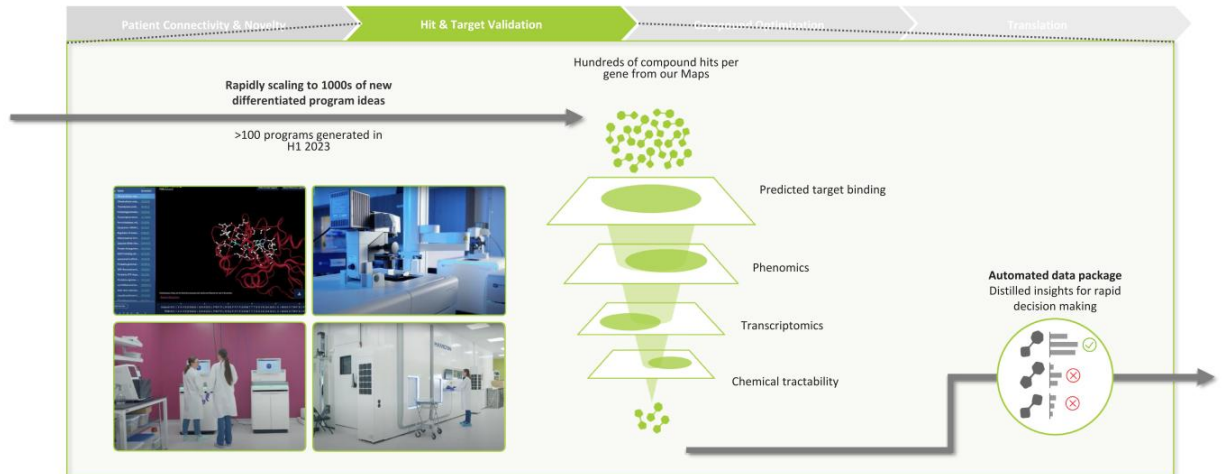 Patient Connectivity & Novelty
Hit & Target Validation
Compound Optimization
Translation
Rapidly scaling to 1000s of new
differentiated program ideas
>100 programs generated in
H1 2023
Hundreds of compound hits per
gene from our Maps
Predicted target binding
Phenomics
Transcriptomics
Chemical tractability
Automated data package
Distilled insights for rapid
decision making